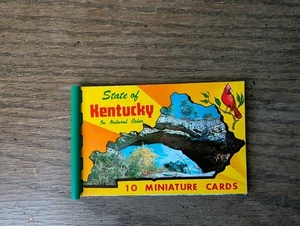 State of
Kentucky
In Natural Color
10 MINIATURE CARDS